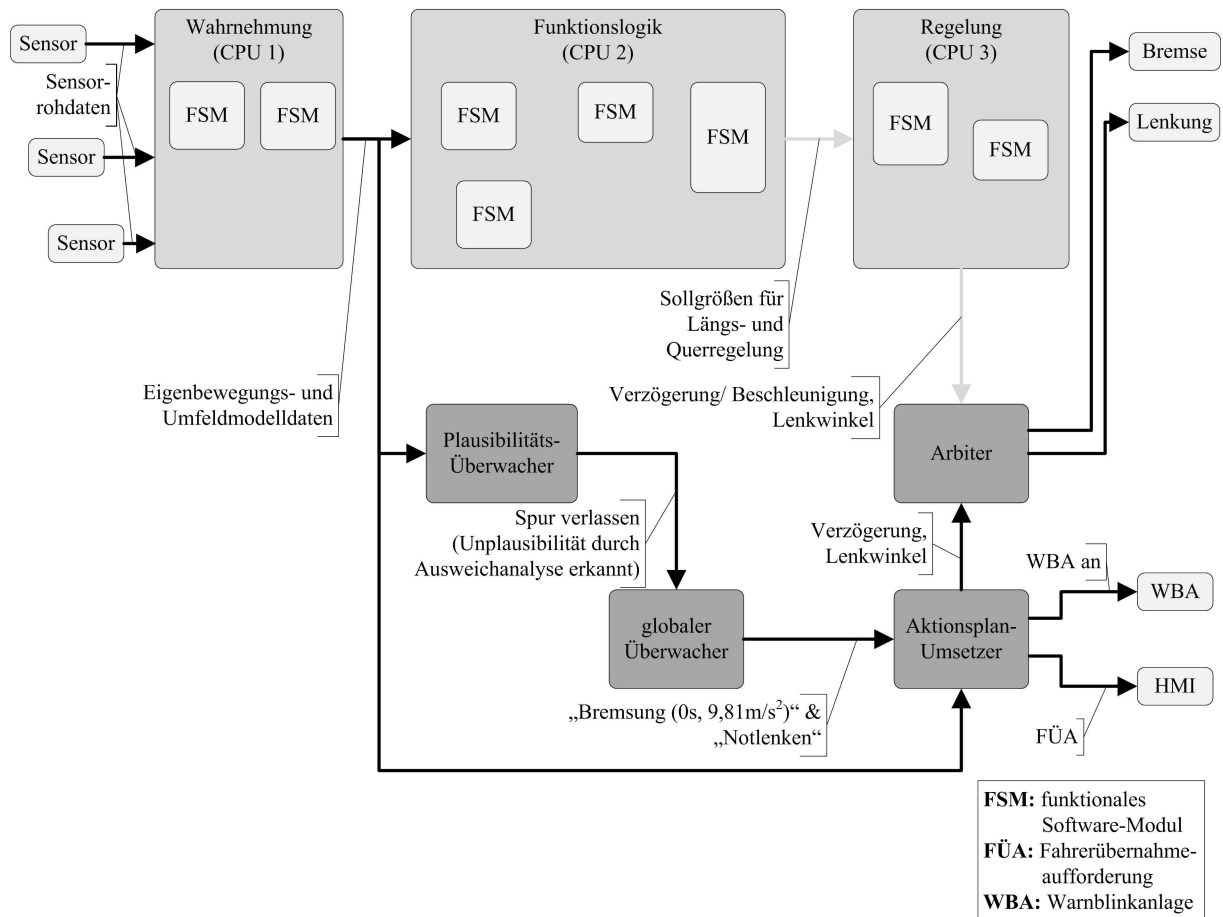 Sensor
Sensor-
rohdaten
Sensor
Sensor
Wahrnehmung
(CPU 1)
FSM
FSM
Funktionslogik
(CPU 2)
FSM
FSM
FSM
FSM
Regelung
(CPU 3)
FSM
FSM
Bremse
Lenkung
Eigenbewegungs- und
Umfeldmodelldaten
Sollgrößen für
Längs- und
Querregelung
Verzögerung/ Beschleunigung,
Lenkwinkel
Plausibilitäts-
Überwacher
Arbiter
Spur verlassen
(Unplausibilität durch
Ausweichanalyse erkannt)
Verzögerung,
Lenkwinkel
globaler
Überwacher
Aktionsplan-
Umsetzer
WBA an
WBA
HMI
FÜA
„Bremsung (0s, 9,81m/s²)“ &
„Notlenken“
FSM: funktionales
Software-Modul
FÜA: Fahrerübernahme-
aufforderung
WBA: Warnblinkanlage